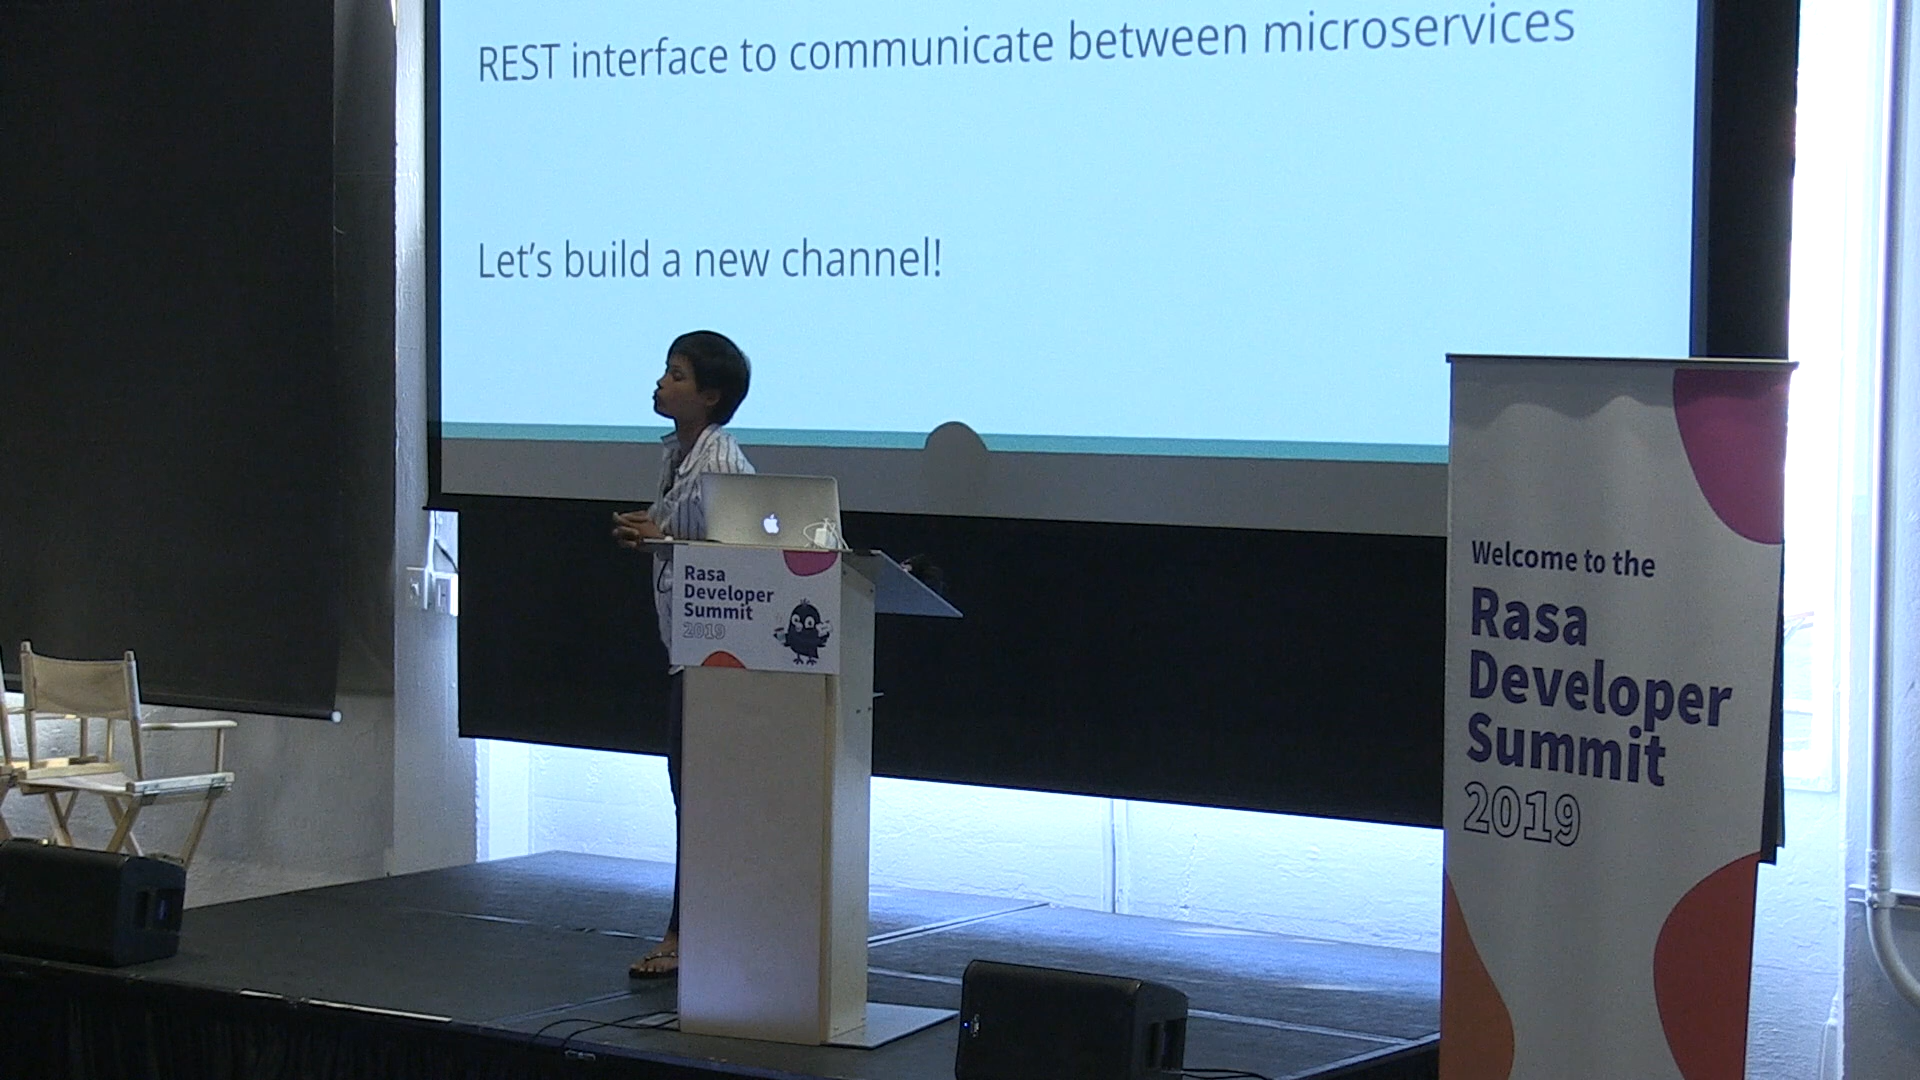 REST interface to communicate between microservices
Let's build a new channel!
Rasa
Developer
Summit
2019
Welcome to the
Rasa
Developer
Summit
2019